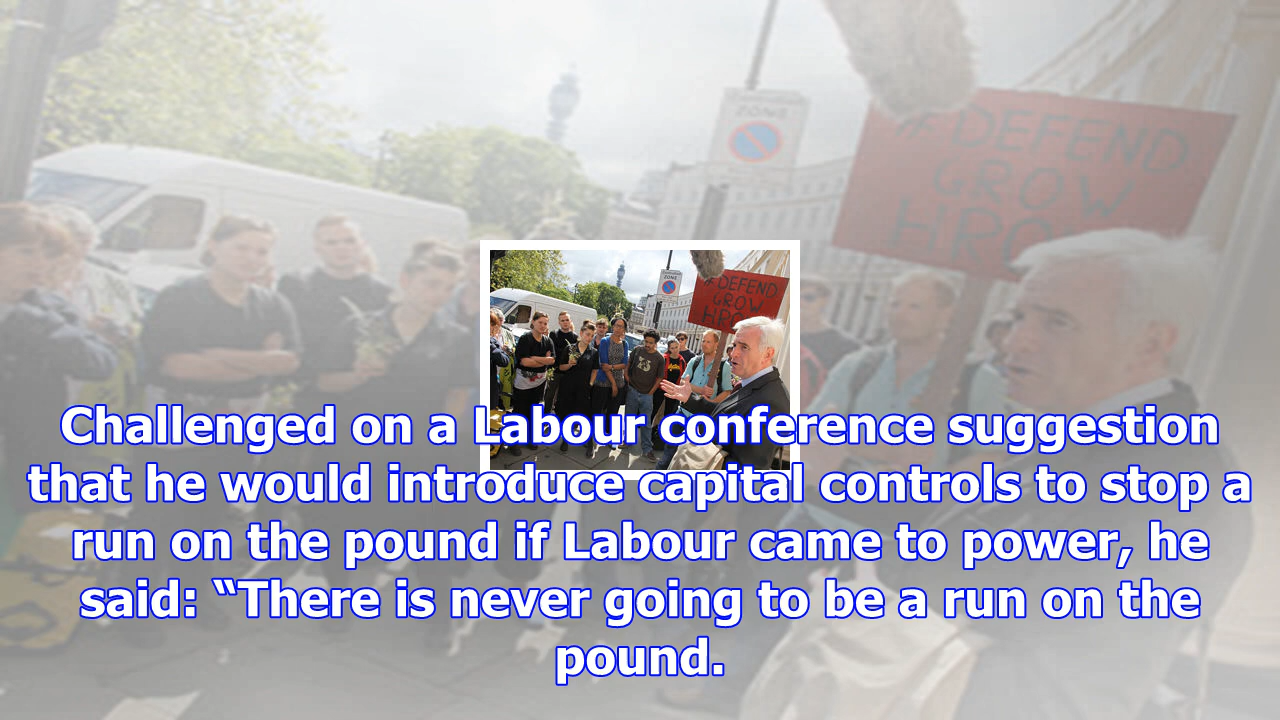 ZONE
# DEFEND
GROW
HRO
Challenged on a Labour conference suggestion
that he would introduce capital controls to stop a
run on the pound if Labour came to power, he
said: “There is never going to be a run on the
pound.